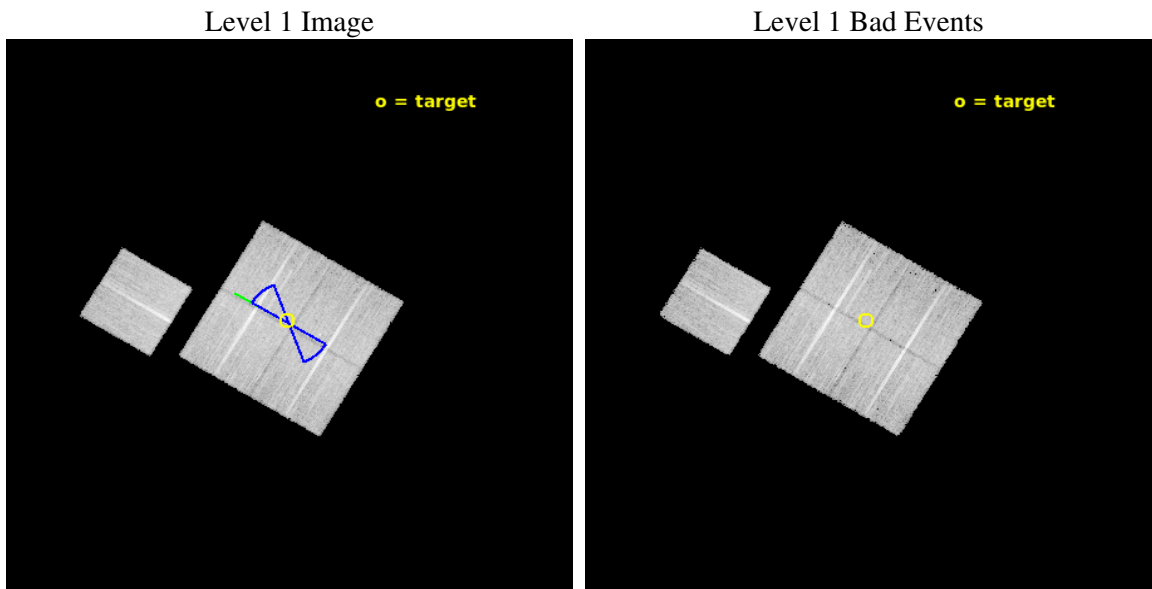 Level 1 Image
Level 1 Bad Events
o = target
o = target